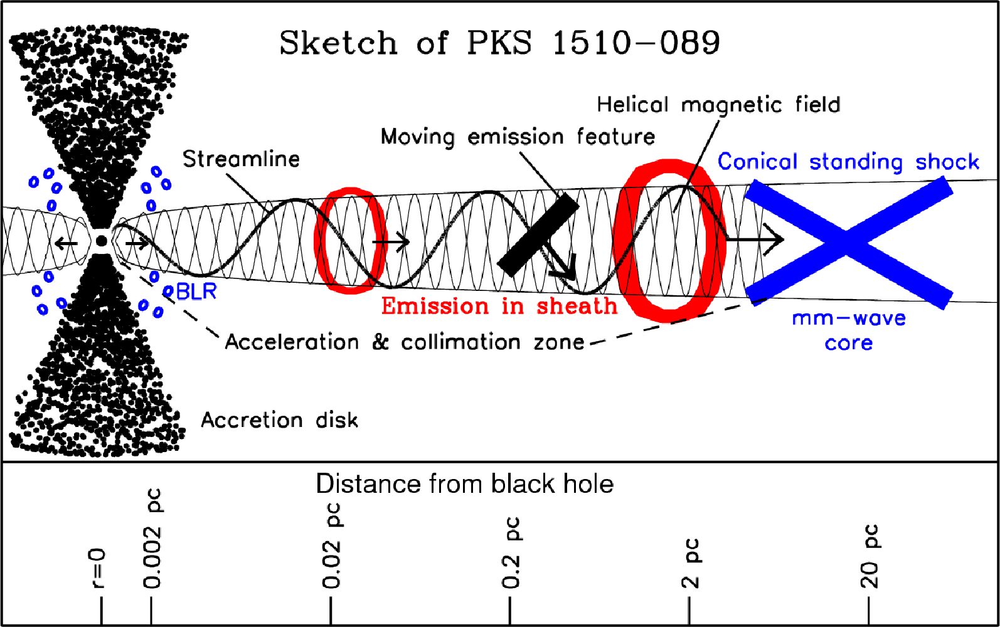 Sketch of PKS 1510-089
Helical magnetic field
Moving emission feature
Streamline
Conical standing shock
BLR
Emission in sheath
mm-wave
core
Acceleration & collimation zone
Accretion disk
Distance from black hole
r=0
0.002 pc
0.02 pc
0.2 pc
2 pc
20 pc